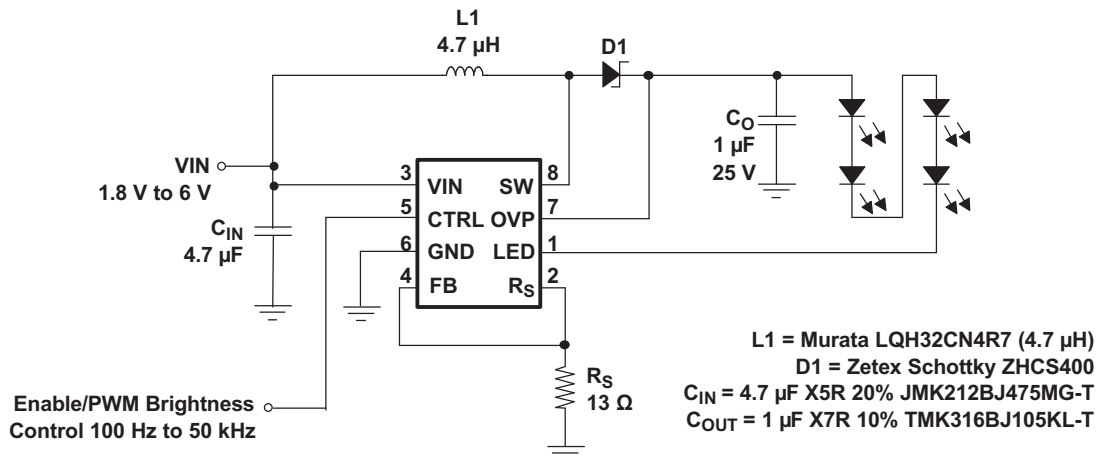 L1
4.7 µH
D1
C_O
1 µF
25 V
VIN
1.8 V to 6 V
C_IN
4.7 µF
3 VIN SW 8
5 CTRL OVP 7
6 GND LED 1
4 FB R_S 2
R_S
13 Ω
Enable/PWM Brightness
Control 100 Hz to 50 kHz
L1 = Murata LQH32CN4R7 (4.7 µH)
D1 = Zetex Schottky ZHCS400
C_IN = 4.7 µF X5R 20% JMK212BJ475MG-T
C_OUT = 1 µF X7R 10% TMK316BJ105KL-T